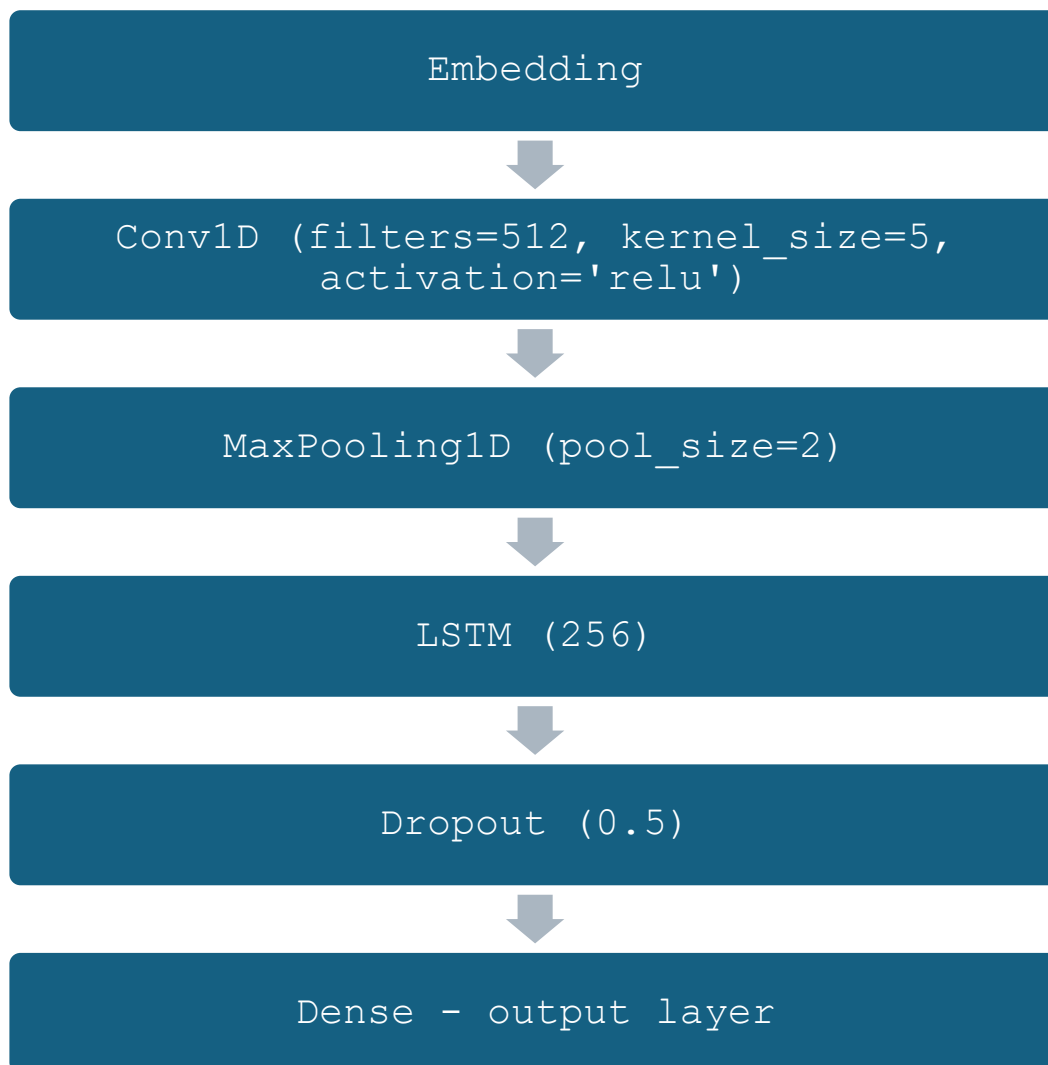 Embedding
Conv1D (filters=512, kernel_size=5,
activation='relu')
MaxPooling1D (pool_size=2)
LSTM (256)
Dropout (0.5)
Dense - output layer